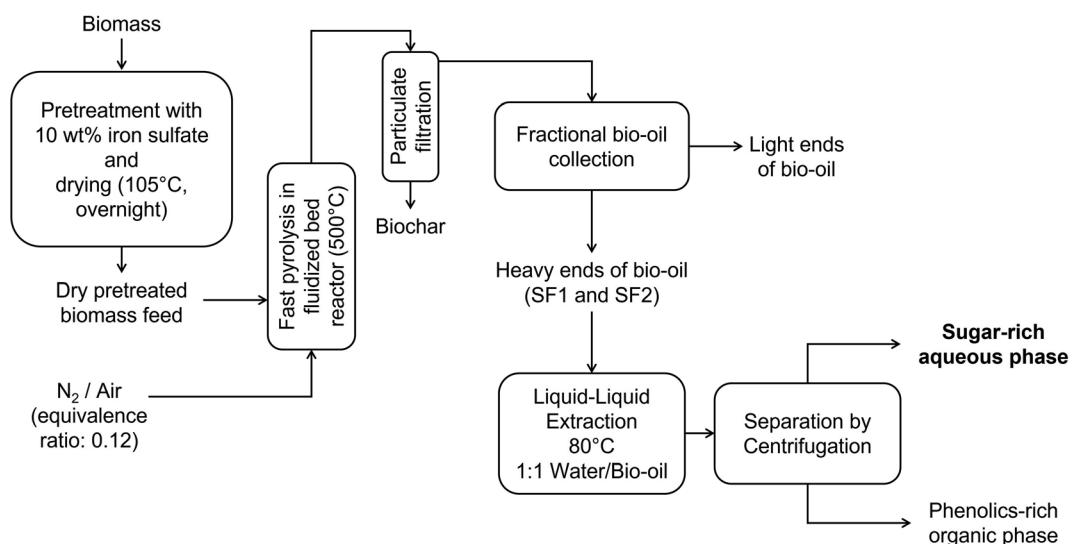 Biomass
Pretreatment with
10 wt% iron sulfate
and
drying (105°C,
overnight)
Dry pretreated
biomass feed
N₂ / Air
(equivalence
ratio: 0.12)
Fast pyrolysis in
fluidized bed
reactor (500°C)
Particulate
filtration
Biochar
Fractional bio-oil
collection
Light ends
of bio-oil
Heavy ends of bio-oil
(SF1 and SF2)
Liquid-Liquid
Extraction
80°C
1:1 Water/Bio-oil
Separation by
Centrifugation
Sugar-rich
aqueous phase
Phenolics-rich
organic phase